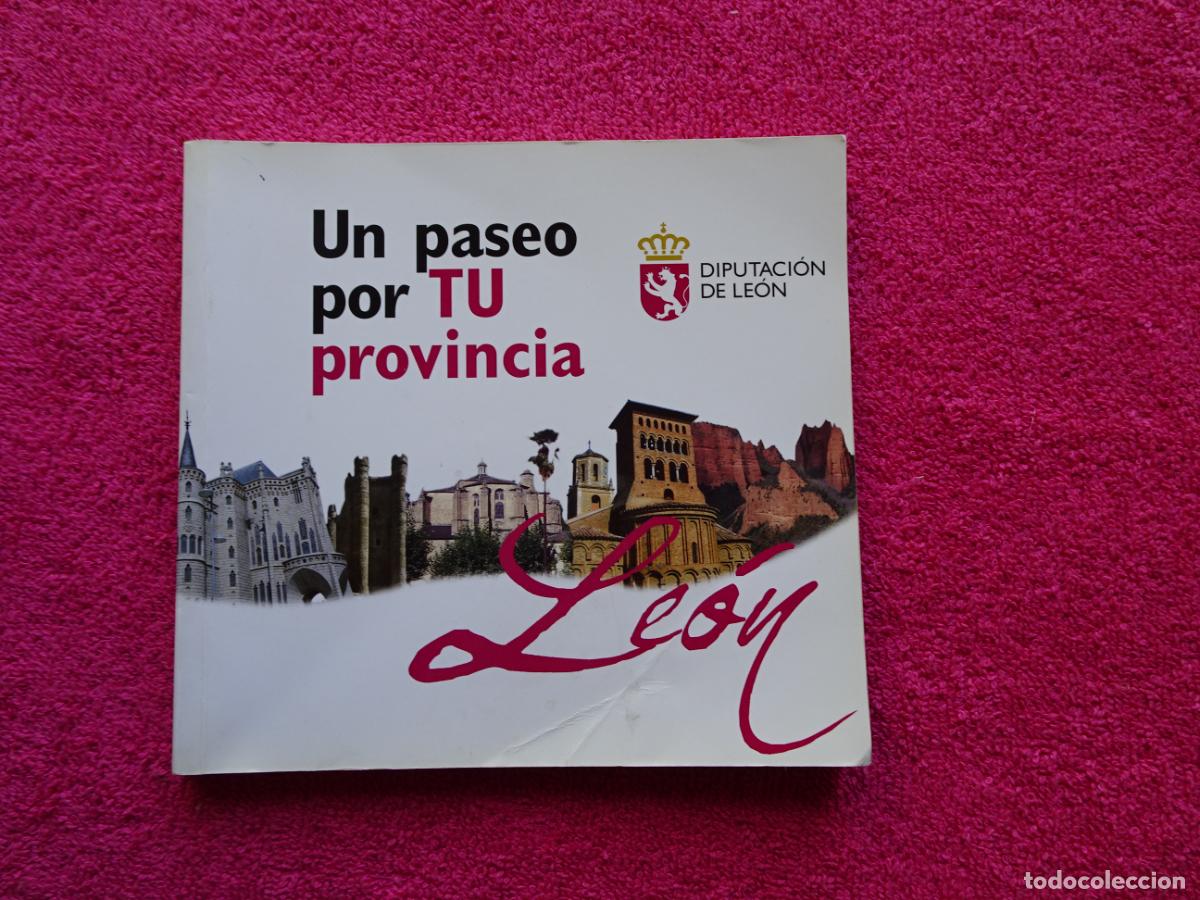 Un paseo
por TU
provincia
DIPUTACIÓN
DE LEÓN
León
todocoleccion